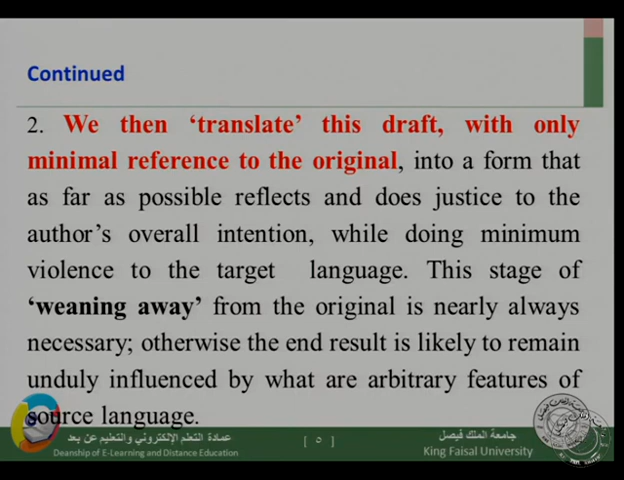 Continued
2. We then ‘translate’ this draft, with only
minimal reference to the original, into a form that
as far as possible reflects and does justice to the
author’s overall intention, while doing minimum
violence to the target language. This stage of
‘weaning away’ from the original is nearly always
necessary; otherwise the end result is likely to remain
unduly influenced by what are arbitrary features of
source language.
عمادة التعلم الإلكتروني والتعليم عن بعد
Deanship of E-Learning and Distance Education
[ ٥ ]
جامعة الملك فيصل
King Faisal University